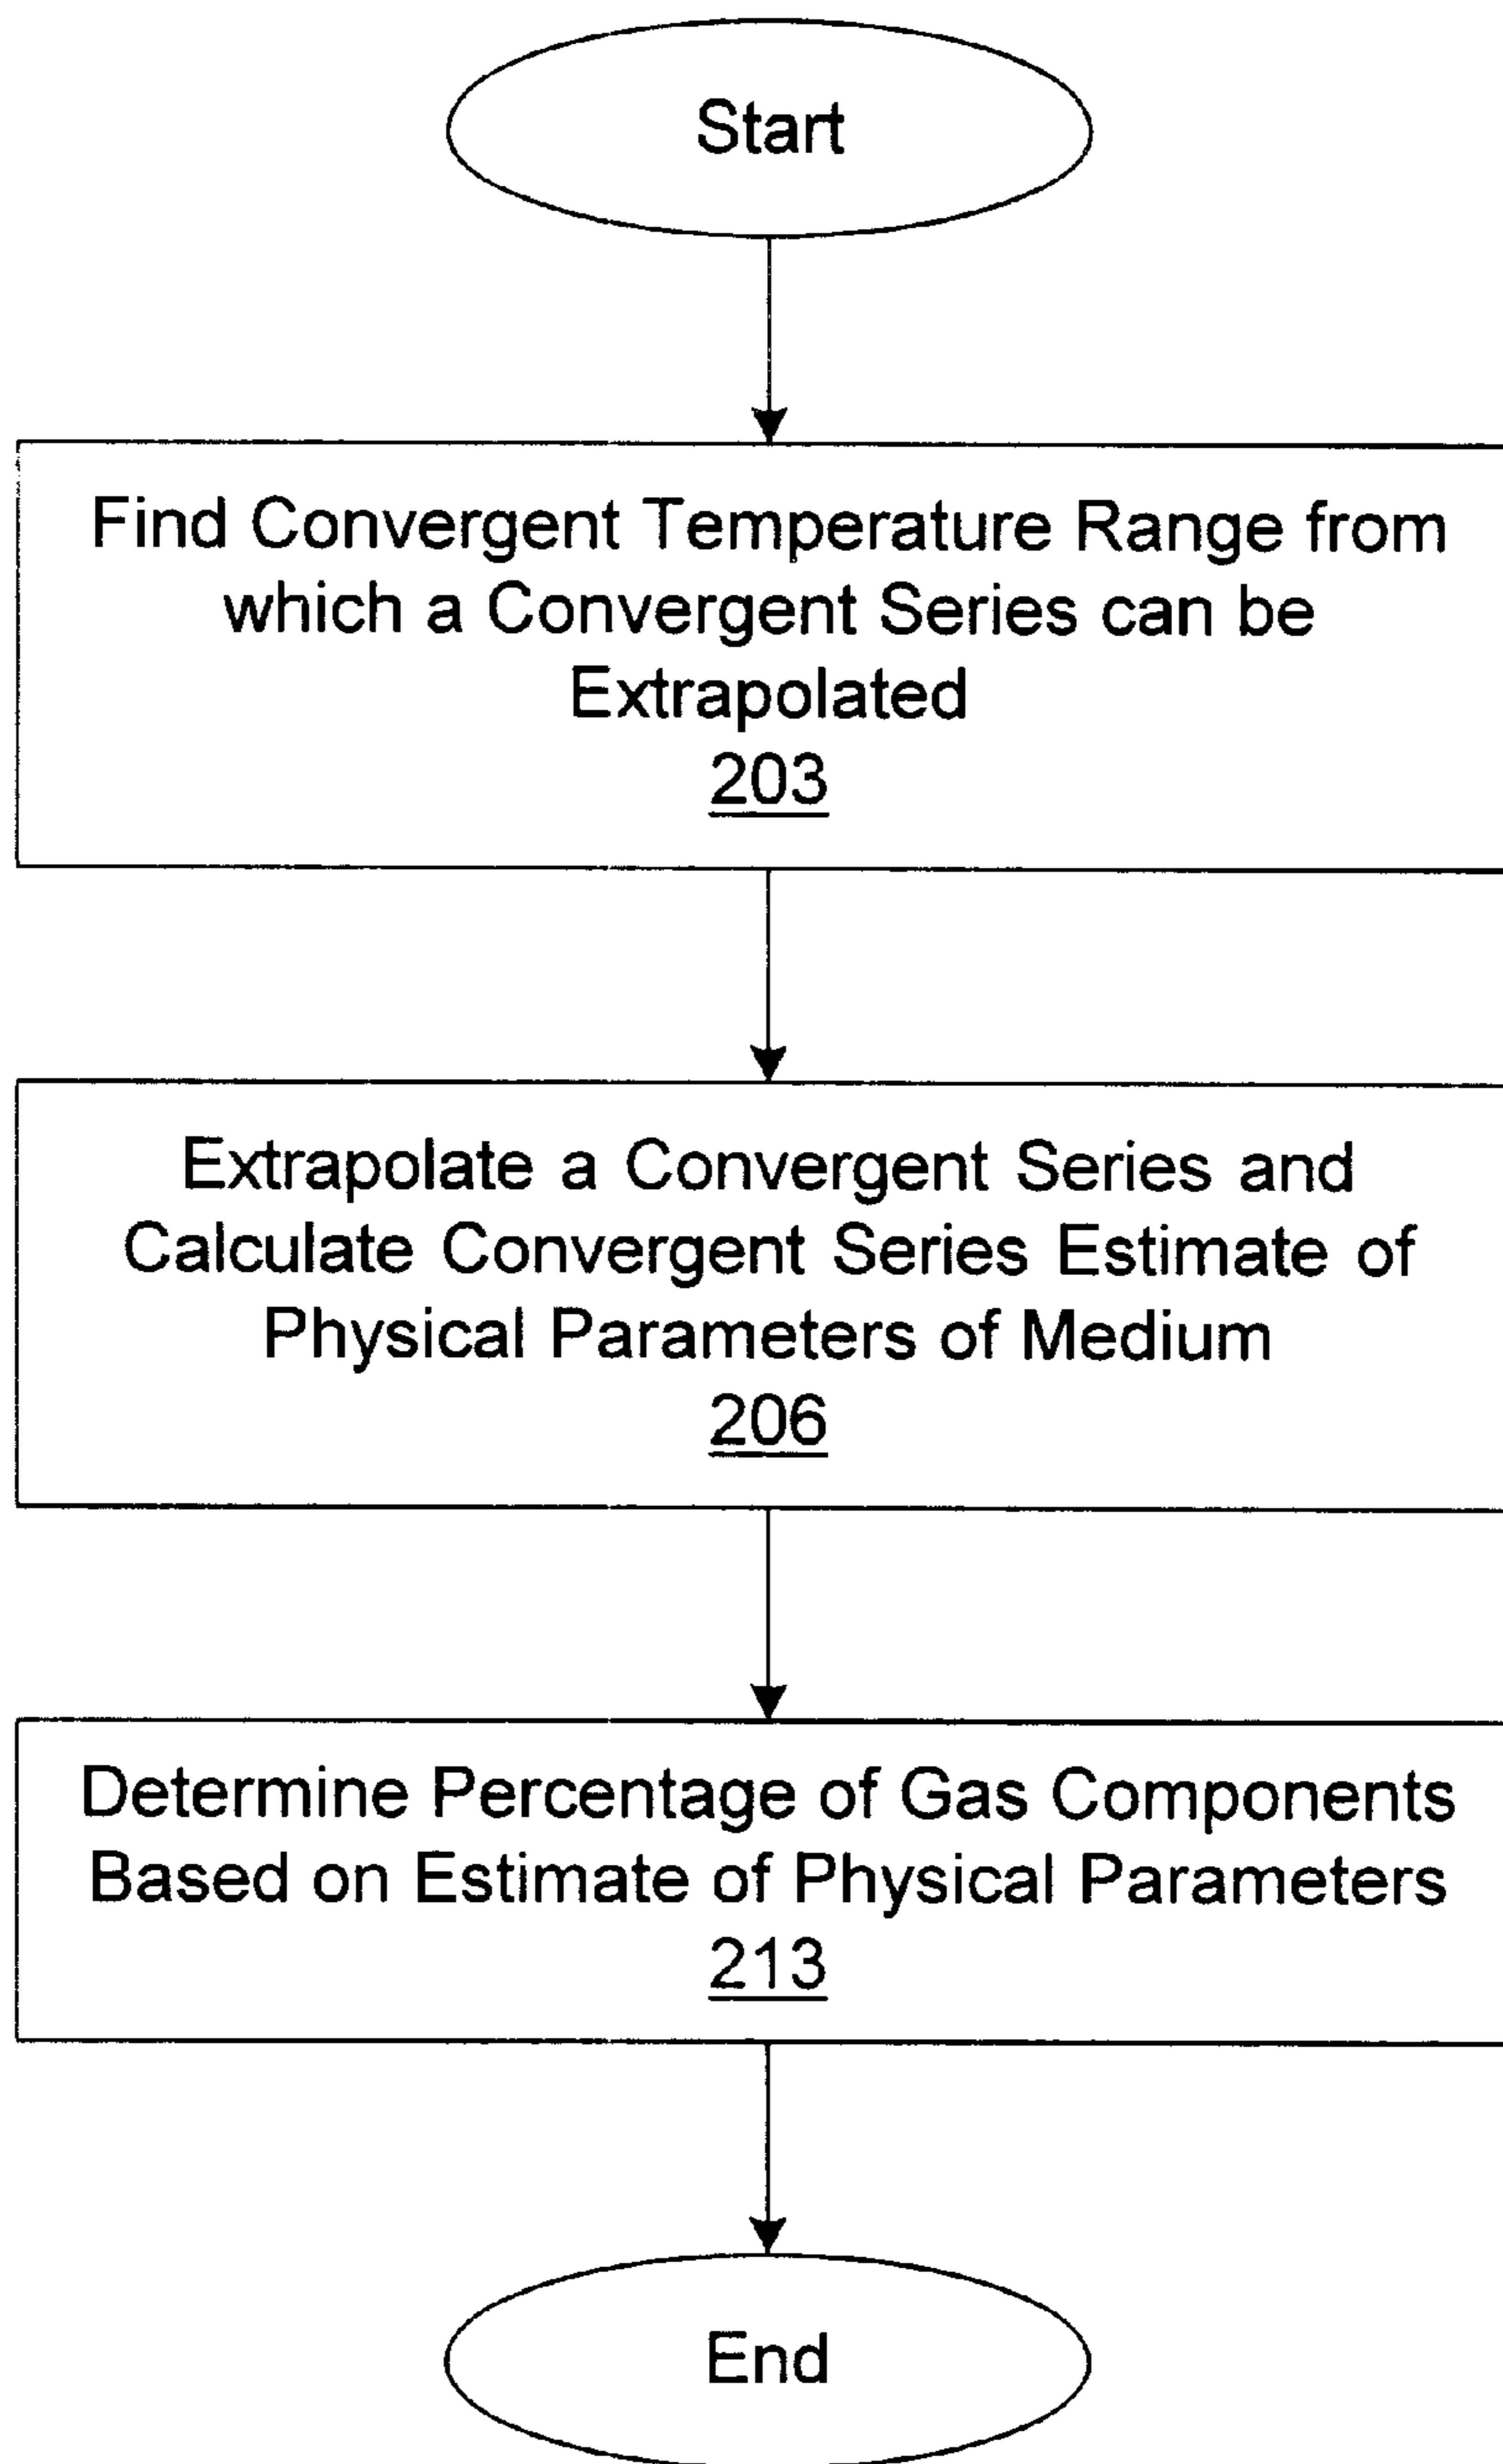 Start
Find Convergent Temperature Range from
which a Convergent Series can be
Extrapolated
203
Extrapolate a Convergent Series and
Calculate Convergent Series Estimate of
Physical Parameters of Medium
206
Determine Percentage of Gas Components
Based on Estimate of Physical Parameters
213
End